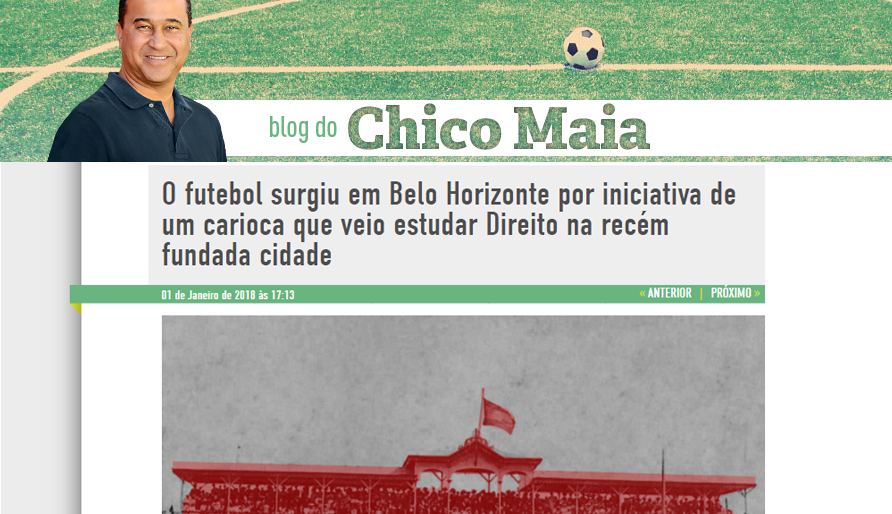 blog do Chico Maia
O futebol surgiu em Belo Horizonte por iniciativa de
um carioca que veio estudar Direito na recém
fundada cidade
01 de Janeiro de 2018 às 17:13 « ANTERIOR | PRÓXIMO »